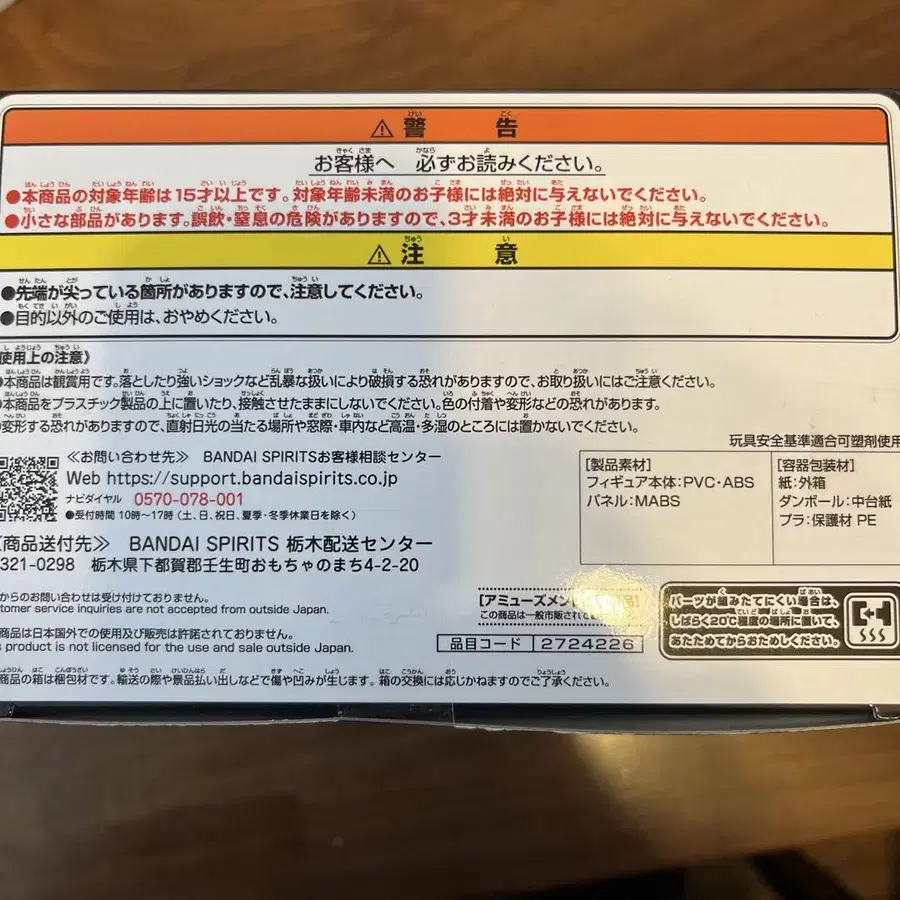 ⚠警告
お客様へ 必ずお読みください。
●本商品の対象年齢は15才以上です。対象年齢未満のお子様には絶対に与えないでください。
●小さな部品があります。誤飲・窒息の危険がありますので、3才未満のお子様には絶対に与えないでください。
⚠注意
●先端が尖っている箇所がありますので、注意してください。
●目的以外のご使用は、おやめください。
使用上の注意》
●本商品は観賞用です。落としたり強いショックなど乱暴な扱いにより破損する恐れがありますので、お取り扱いにはご注意ください。
●本商品をプラスチック製品の上に置いたり、接触させたままにしないでください。色の付着や変形などの恐れがあります。
変形する恐れがありますので、直射日光の当たる場所や窓際・車内など高温・多湿のところには置かないでください。
玩具安全基準適合可塑剤使用
≪お問い合わせ先≫ BANDAI SPIRITSお客様相談センター
Web https://support.bandaispirits.co.jp
ナビダイヤル 0570-078-001
●受付時間 10時〜17時 (土、日、祝日、夏季・冬季休業日を除く)
[製品素材]
フィギュア本体:PVC・ABS
パネル:MABS
[容器包装材]
紙:外箱
ダンボール:中台紙
プラ:保護材 PE
商品送付先≫ BANDAI SPIRITS 栃木配送センター
321-0298 栃木県下都賀郡壬生町おもちゃのまち4-2-20
からのお問い合わせは受け付けておりません。
tomer service inquiries are not accepted from outside Japan.
商品は日本国外での使用及び販売は許諾されておりません。
product is not licensed for the use and sale outside Japan.
[アミューズメン
この商品は一般市販されて
品目コード 2724226
パーツが組みたてにくい場合は、
しばらく20℃程度の場所に置いて、
あたためてからおためしください。
商品の箱は梱包材です。輸送の際や景品払い出しなどで傷や凹みが生じます。箱の交換には応じかねますのでご了承ください。